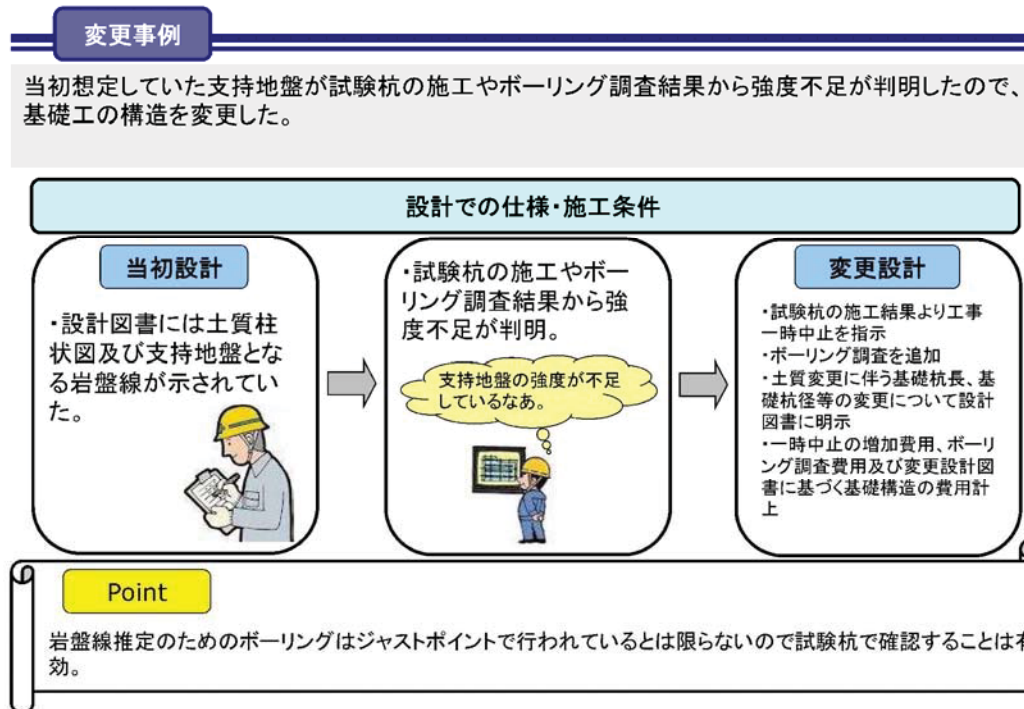 変更事例
当初想定していた支持地盤が試験杭の施工やボーリング調査結果から強度不足が判明したので、
基礎工の構造を変更した。
設計での仕様・施工条件
当初設計
・設計図書には土質柱
状図及び支持地盤とな
る岩盤線が示されてい
た。
・試験杭の施工やボー
リング調査結果から強
度不足が判明。
支持地盤の強度が不足
しているなあ。
変更設計
・試験杭の施工結果より工事
一時中止を指示
・ボーリング調査を追加
・土質変更に伴う基礎杭長、基
礎杭径等の変更について設計
図書に明示
・一時中止の増加費用、ボーリ
ング調査費用及び変更設計図
書に基づく基礎構造の費用計
上
Point
岩盤線推定のためのボーリングはジャストポイントで行われているとは限らないので試験杭で確認することは有
効。